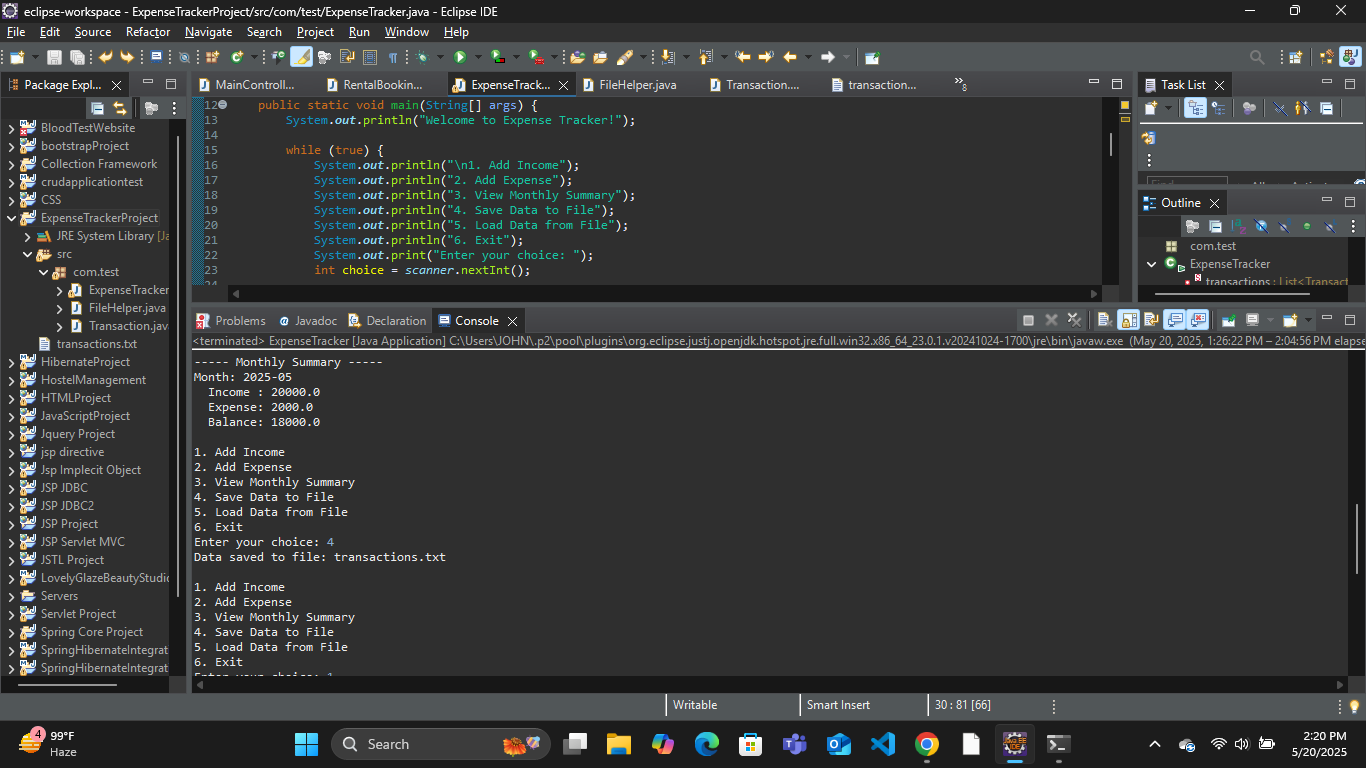 eclipse-workspace - ExpenseTrackerProject/src/com/test/ExpenseTracker.java - Eclipse IDE
File Edit Source Refactor Navigate Search Project Run Window Help
Package Expl...
BloodTestWebsite
bootstrapProject
Collection Framework
crudapplicationtest
CSS
ExpenseTrackerProject
JRE System Library [Ja
src
com.test
ExpenseTracker
FileHelper.java
Transaction.jav
transactions.txt
HibernateProject
HostelManagement
HTMLProject
JavaScriptProject
Jquery Project
jsp directive
Jsp Implecit Object
JSP JDBC
JSP JDBC2
JSP Project
JSP Servlet MVC
JSTL Project
LovelyGlazeBeautyStudio
Servers
Servlet Project
Spring Core Project
SpringHibernateIntegrat
SpringHibernateIntegrat
MainControll... RentalBookin... ExpenseTrack... FileHelper.java Transaction.... transaction... »8
12 public static void main(String[] args) {
13 System.out.println("Welcome to Expense Tracker!");
14
15 while (true) {
16 System.out.println("\n1. Add Income");
17 System.out.println("2. Add Expense");
18 System.out.println("3. View Monthly Summary");
19 System.out.println("4. Save Data to File");
20 System.out.println("5. Load Data from File");
21 System.out.println("6. Exit");
22 System.out.print("Enter your choice: ");
23 int choice = scanner.nextInt();
Task List
Outline
com.test
ExpenseTracker
transactions : List<Transact
Problems Javadoc Declaration Console
<terminated> ExpenseTracker [Java Application] C:\Users\JOHN\.p2\pool\plugins\org.eclipse.justj.openjdk.hotspot.jre.full.win32.x86_64_23.0.1.v20241024-1700\jre\bin\javaw.exe (May 20, 2025, 1:26:22 PM – 2:04:56 PM elapse
----- Monthly Summary -----
Month: 2025-05
Income : 20000.0
Expense: 2000.0
Balance: 18000.0
1. Add Income
2. Add Expense
3. View Monthly Summary
4. Save Data to File
5. Load Data from File
6. Exit
Enter your choice: 4
Data saved to file: transactions.txt
1. Add Income
2. Add Expense
3. View Monthly Summary
4. Save Data to File
5. Load Data from File
6. Exit
Enter your choice: 1
Writable Smart Insert 30 : 81 [66]
4
99°F
Haze
Search
2:20 PM
5/20/2025